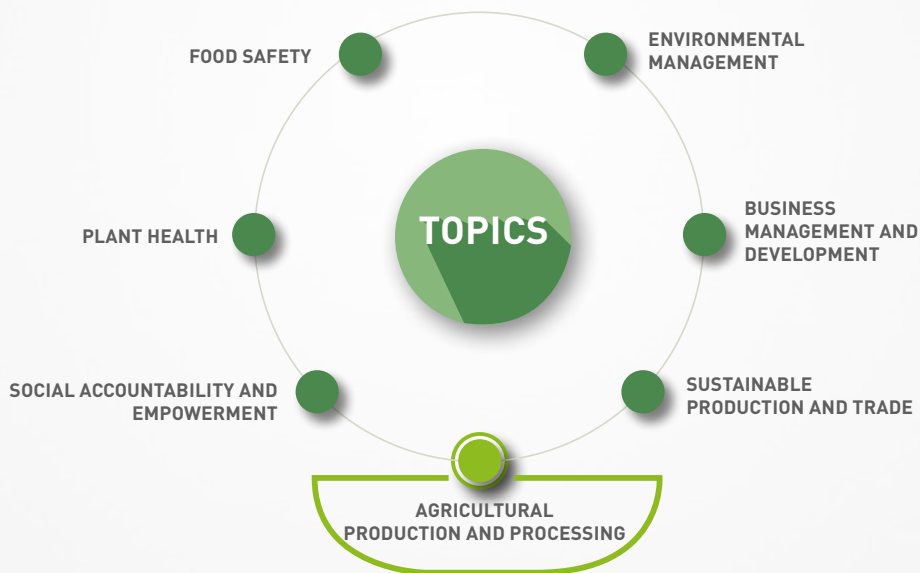 FOOD SAFETY
ENVIRONMENTAL
MANAGEMENT
TOPICS
PLANT HEALTH
BUSINESS
MANAGEMENT AND
DEVELOPMENT
SOCIAL ACCOUNTABILITY AND
EMPOWERMENT
SUSTAINABLE
PRODUCTION AND TRADE
AGRICULTURAL
PRODUCTION AND PROCESSING